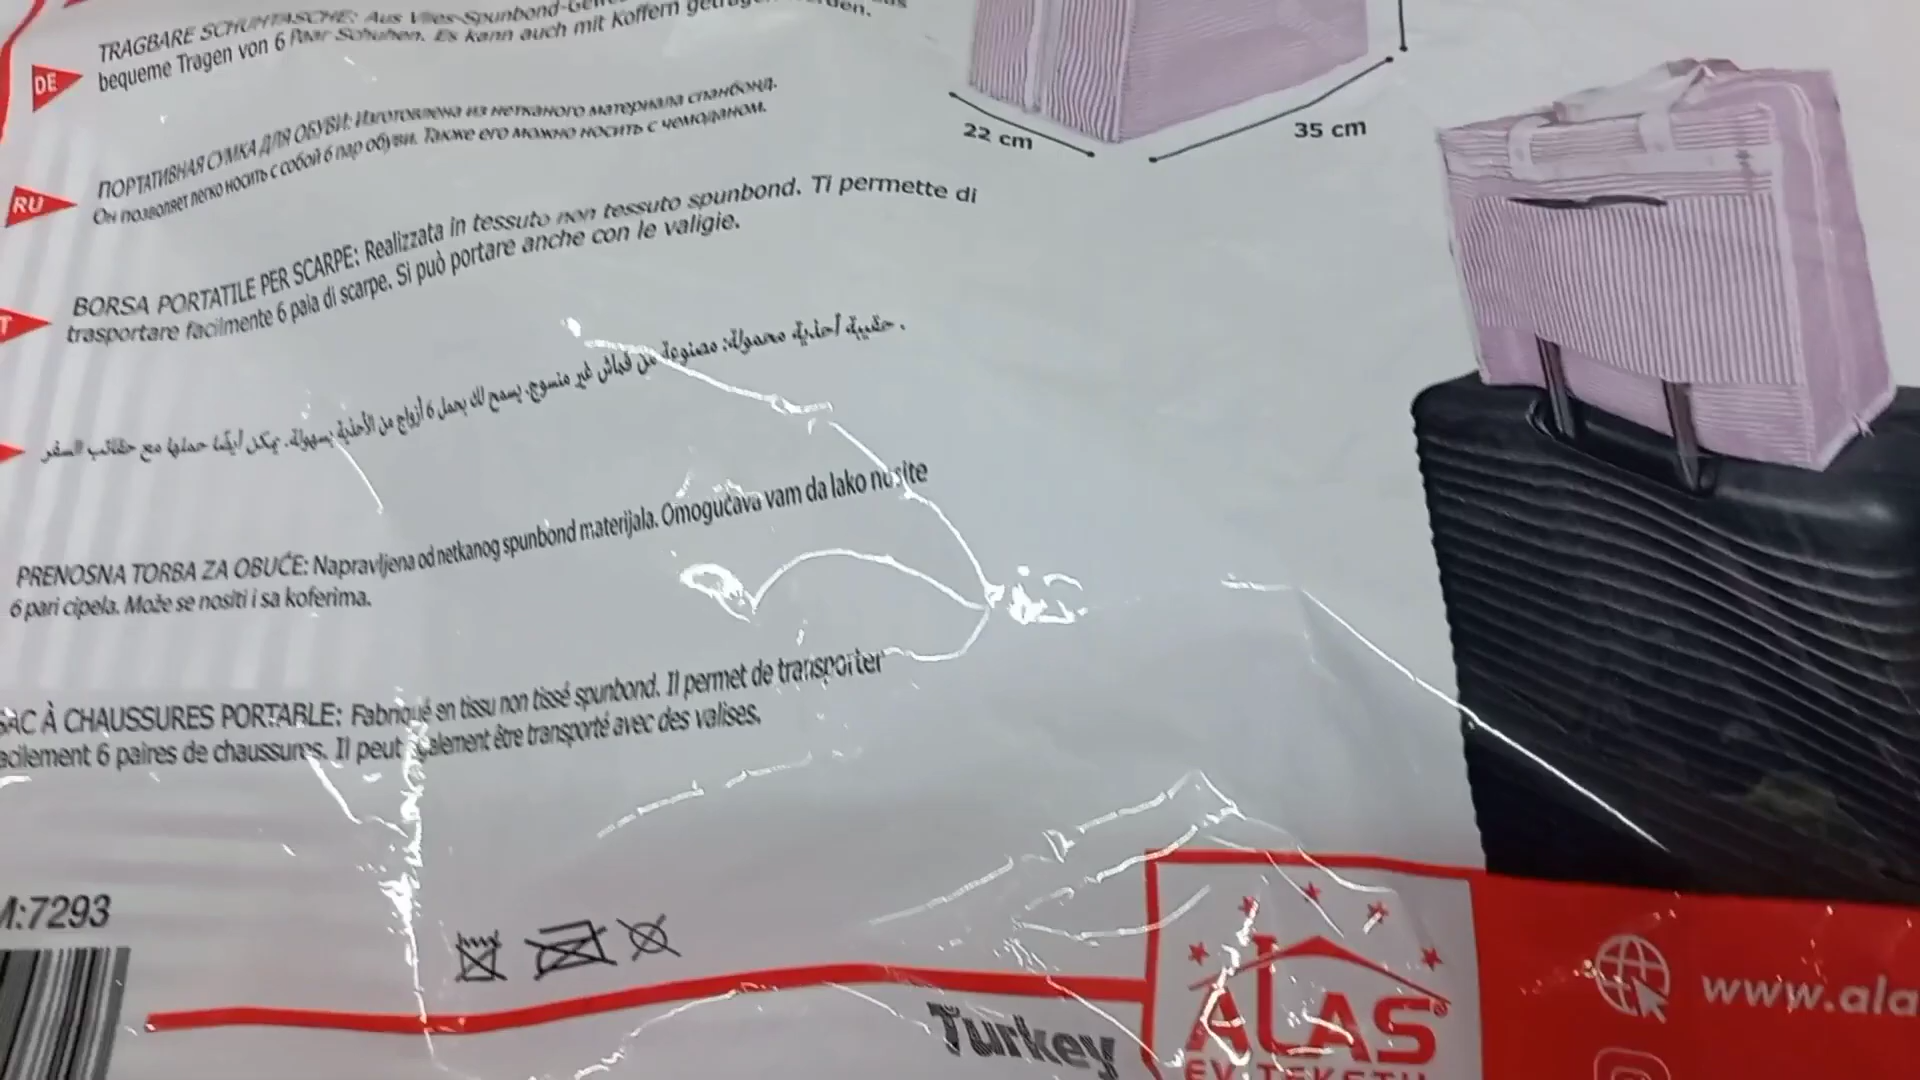 DE
TRAGBARE SCHUHTASCHE: Aus Vlies-Spunbond-
bequeme Tragen von 6 Paar Schuhen. Es kann auch mit Koffern
RU
ПОРТАТИВНАЯ СУМКА ДЛЯ ОБУВИ: Изготовлена из нетканого материала спанбонд.
Он позволяет легко носить с собой 6 пар обуви. Также его можно носить с чемоданом.
T
BORSA PORTATILE PER SCARPE: Realizzata in tessuto non tessuto spunbond. Ti permette di
trasportare facilmente 6 paia di scarpe. Si può portare anche con le valigie.
حقيبة أحذية محمولة: مصنوعة من قماش غير منسوج. يسمح لك بحمل 6 أزواج من الأحذية بسهولة. يمكن أيضًا حملها مع حقائب السفر.
PRENOSNA TORBA ZA OBUĆE: Napravljena od netkanog spunbond materijala. Omogućava vam da lako nosite
6 pari cipela. Može se nositi i sa koferima.
SAC À CHAUSSURES PORTABLE: Fabriqué en tissu non tissé spunbond. Il permet de transporter
acilement 6 paires de chaussures. Il peut également être transporté avec des valises.
M:7293
22 cm
35 cm
Turkey
ALAS®
EV TEKSTİ
www.ala